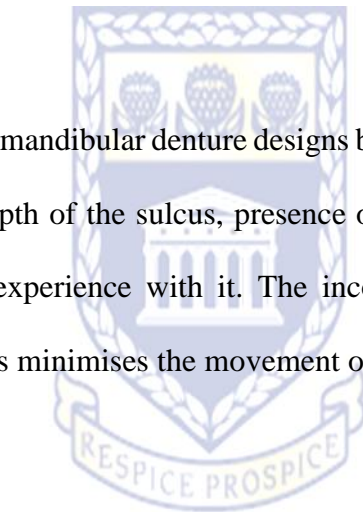 mandibular denture designs b
pth of the sulcus, presence o
experience with it. The inc
s minimises the movement o
RESPICE PROSPICE